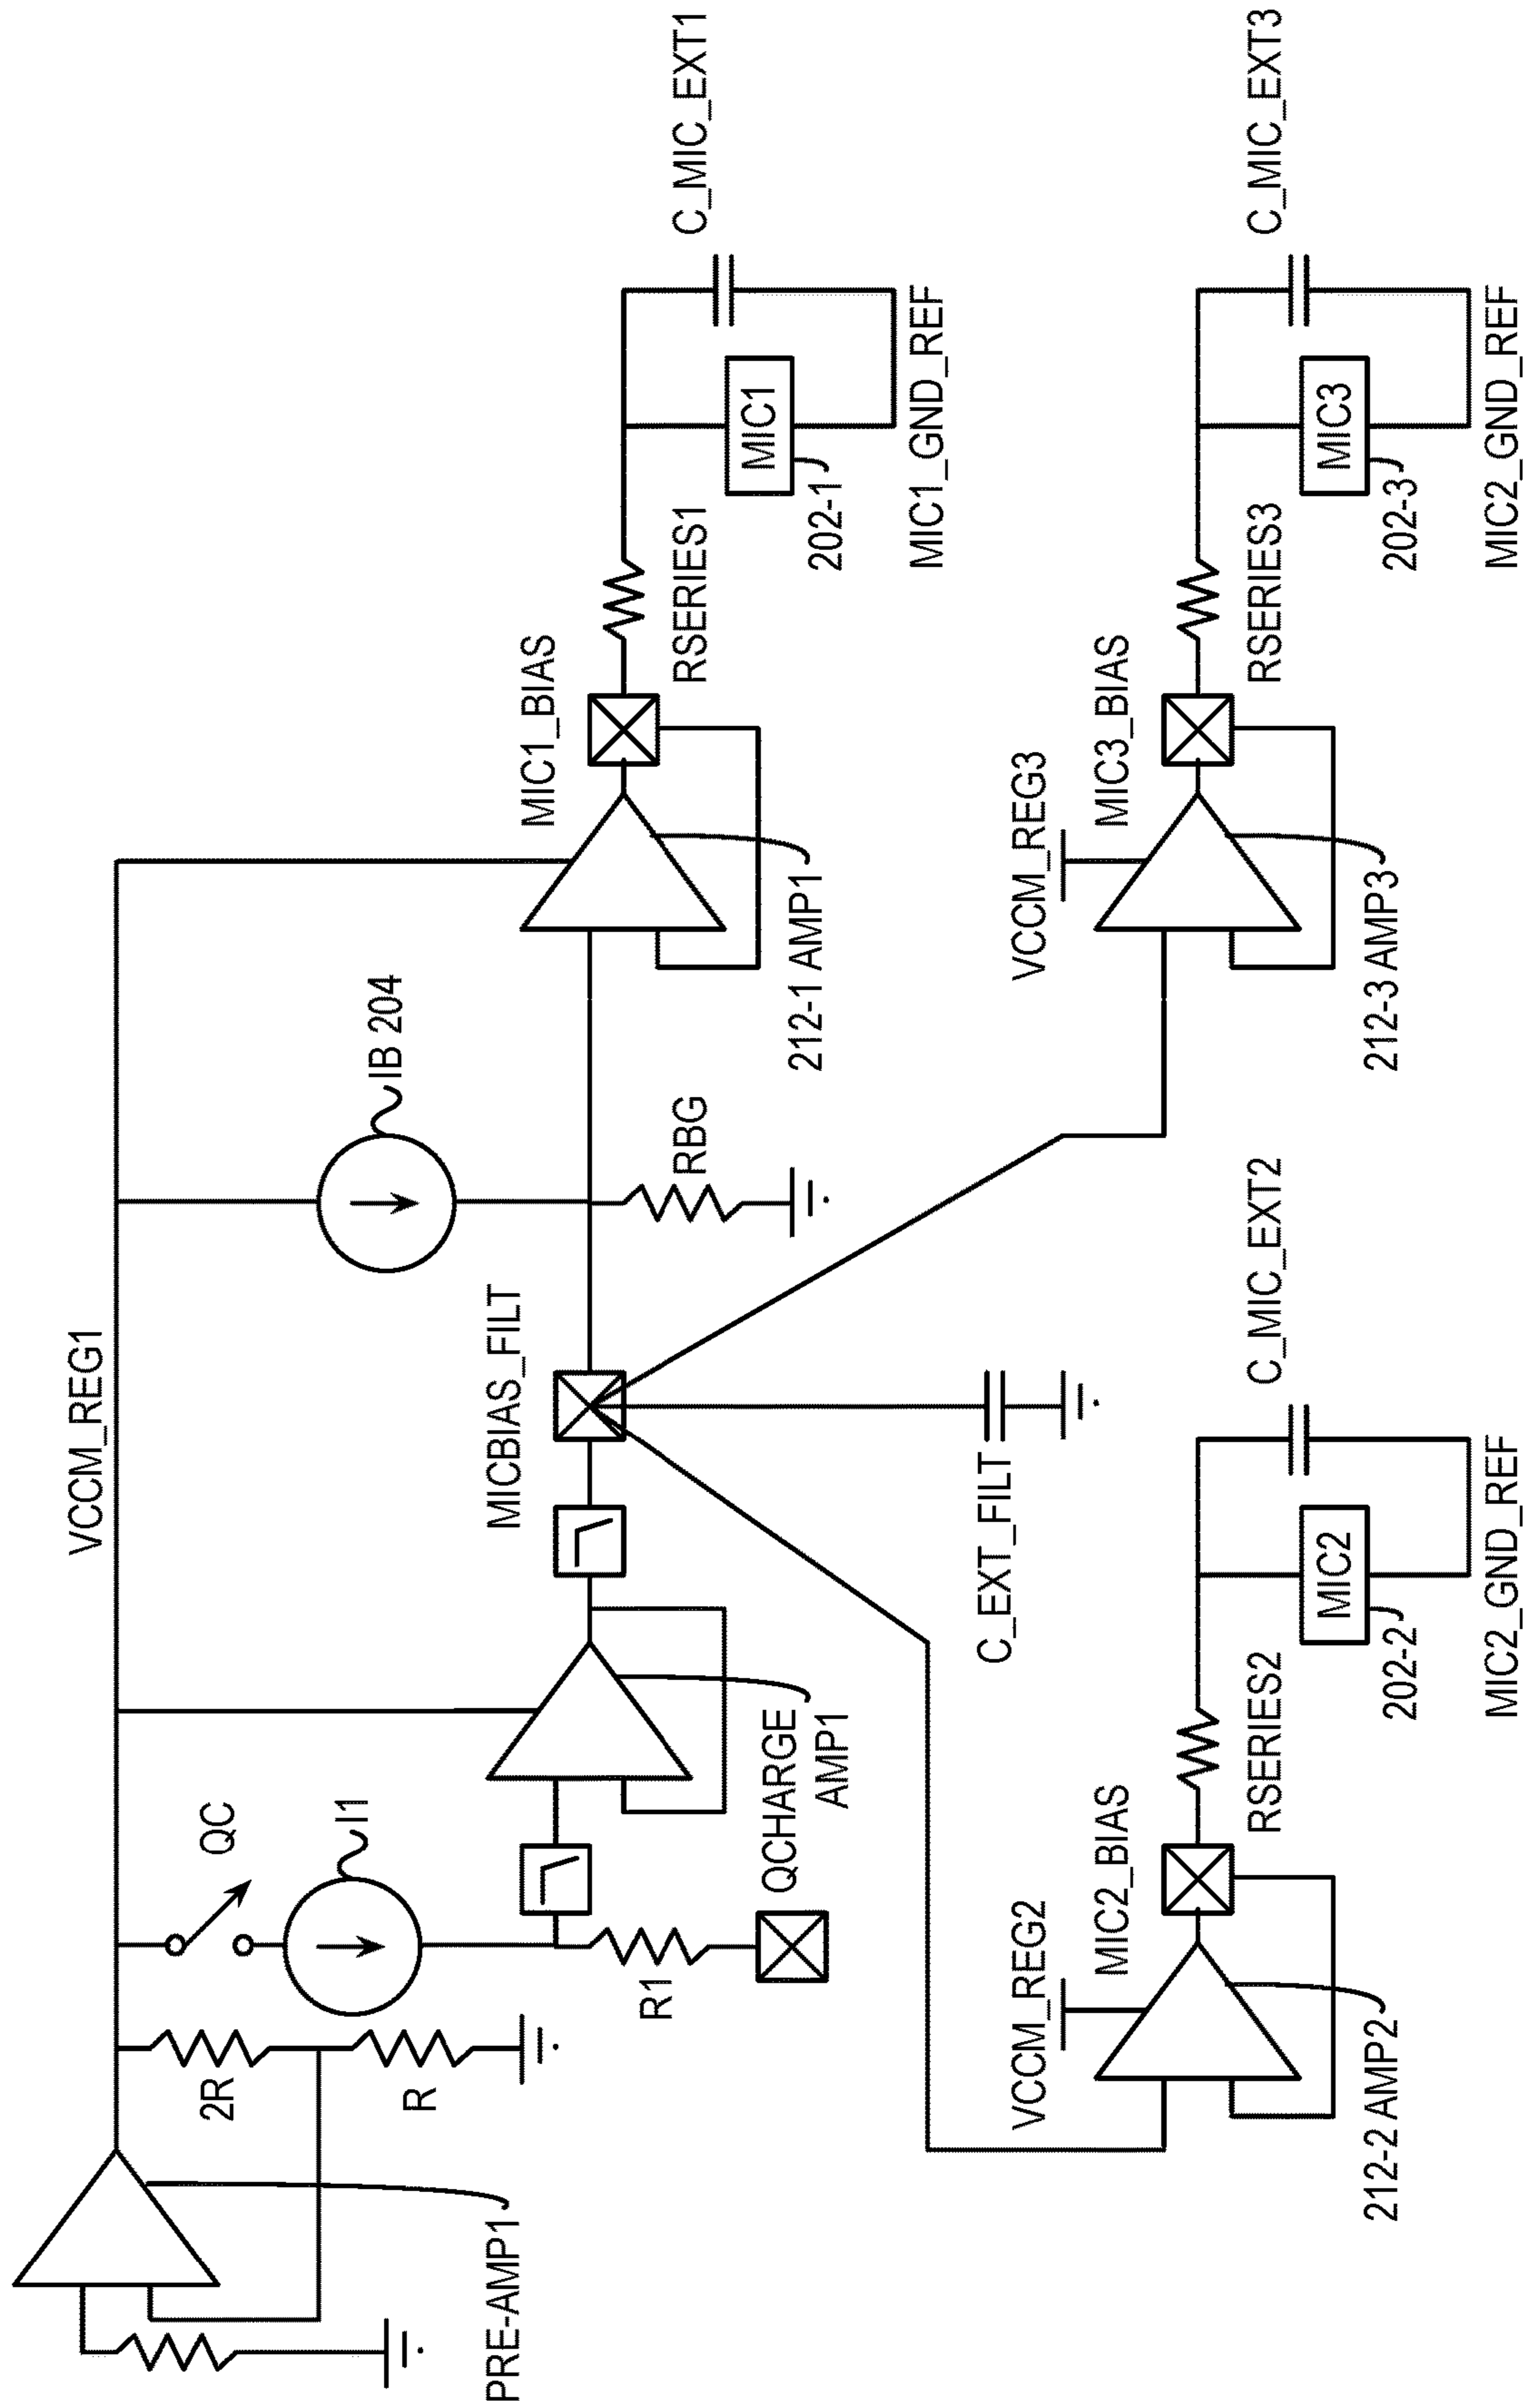 VCCM_REG1
PRE-AMP1
2R
R
QC
I1
R1
QCHARGE
AMP1
MICBIAS_FILT
C_EXT_FILT
IB 204
RBG
212-1 AMP1
MIC1_BIAS
RSERIES1
MIC1
202-1
C_MIC_EXT1
MIC1_GND_REF
VCCM_REG2
212-2 AMP2
MIC2_BIAS
RSERIES2
MIC2
202-2
C_MIC_EXT2
MIC2_GND_REF
VCCM_REG3
212-3 AMP3
MIC3_BIAS
RSERIES3
MIC3
202-3
C_MIC_EXT3
MIC2_GND_REF